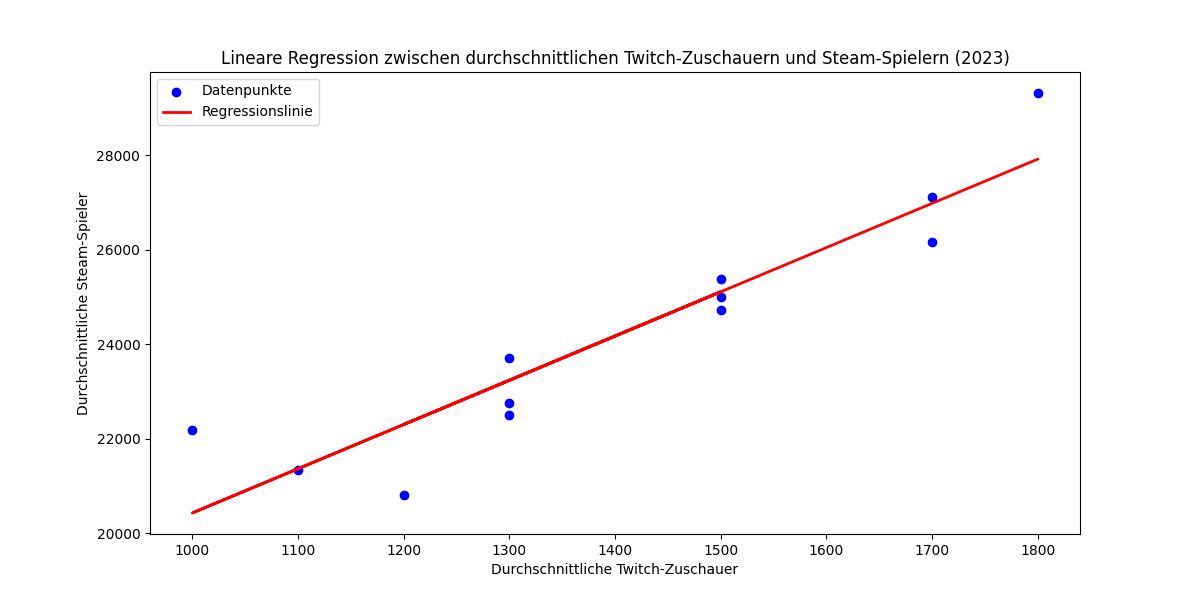 Lineare Regression zwischen durchschnittlichen Twitch-Zuschauern und Steam-Spielern (2023)
Datenpunkte
Regressionslinie
Durchschnittliche Steam-Spieler
28000
26000
24000
22000
20000
1000 1100 1200 1300 1400 1500 1600 1700 1800
Durchschnittliche Twitch-Zuschauer